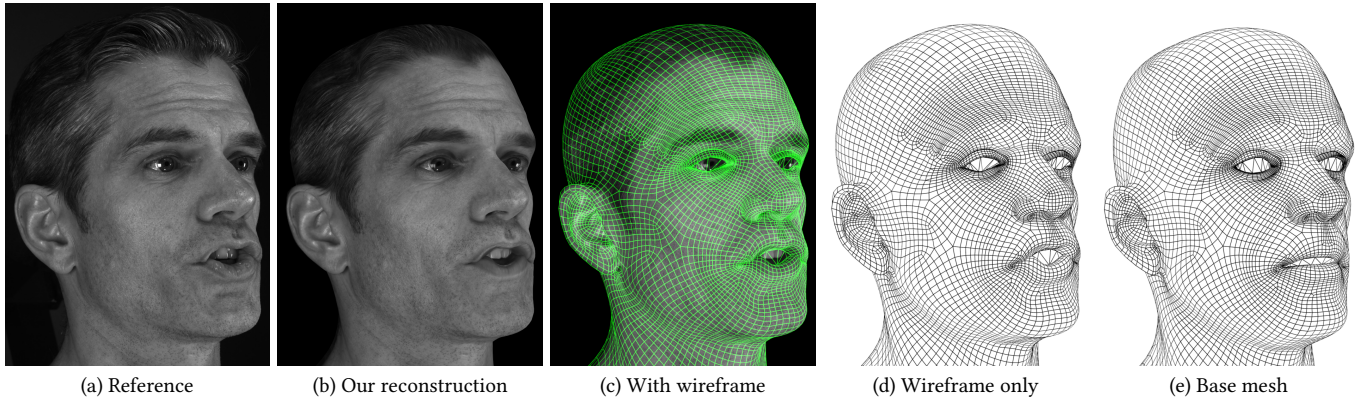 (a) Reference
(b) Our reconstruction
(c) With wireframe
(d) Wireframe only
(e) Base mesh